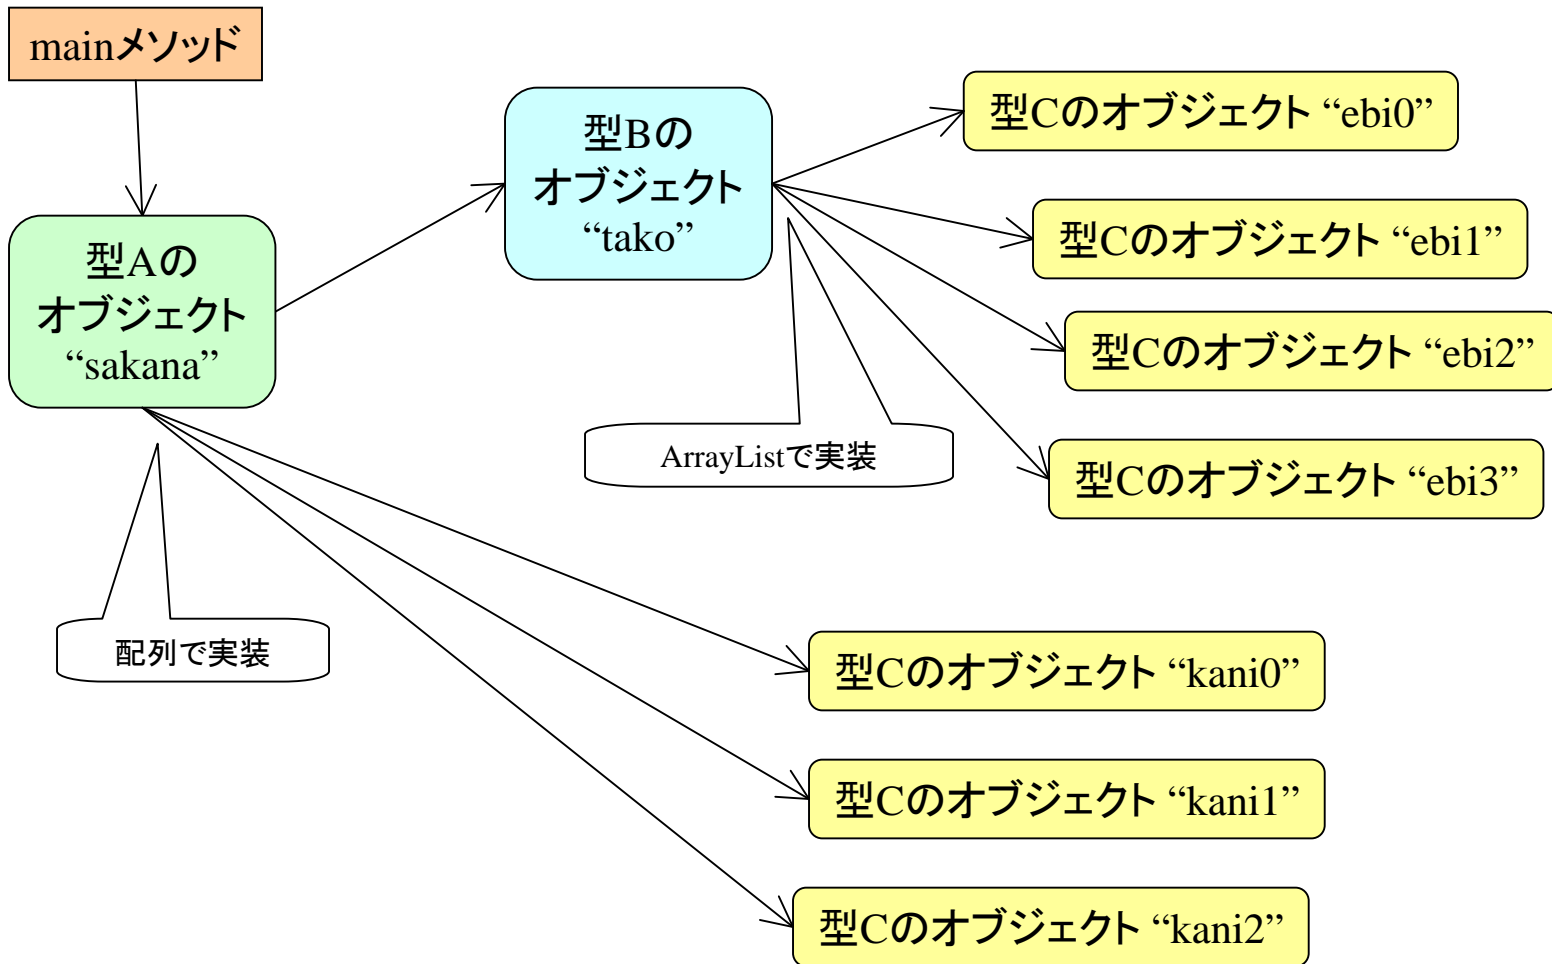 mainメソッド
型Aの
オブジェクト
“sakana”
型Bの
オブジェクト
“tako”
型Cのオブジェクト “ebi0”
型Cのオブジェクト “ebi1”
型Cのオブジェクト “ebi2”
型Cのオブジェクト “ebi3”
ArrayListで実装
配列で実装
型Cのオブジェクト “kani0”
型Cのオブジェクト “kani1”
型Cのオブジェクト “kani2”